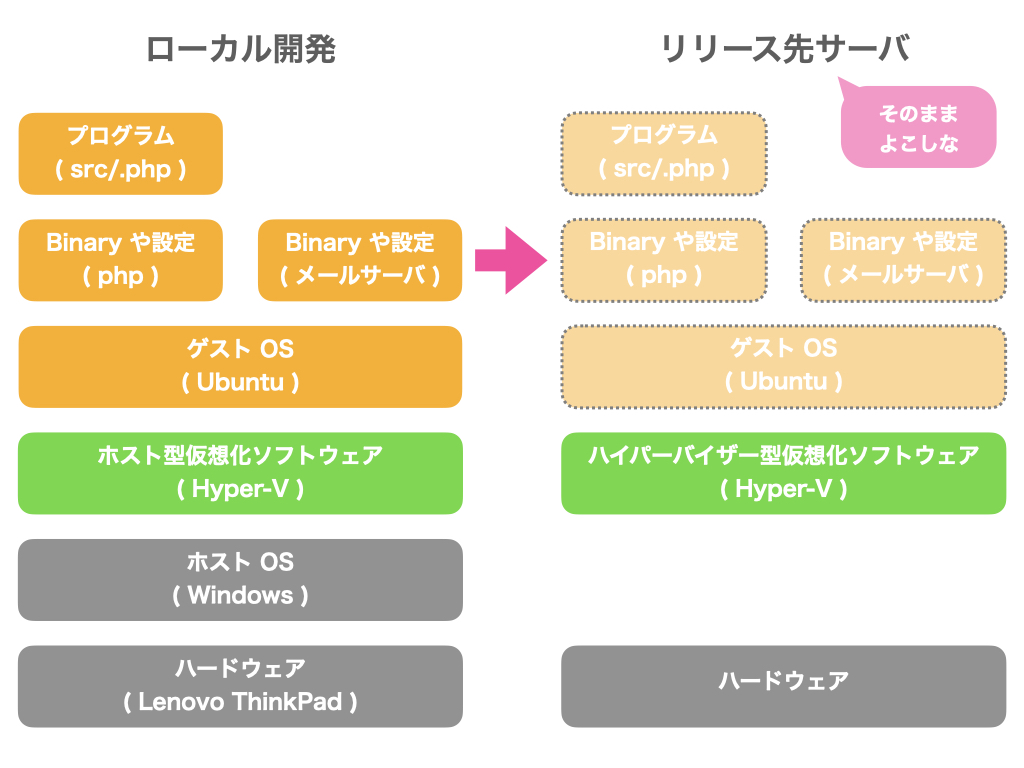 ローカル開発
プログラム
( src/.php )
Binary や設定
( php )
Binary や設定
( メールサーバ )
ゲスト OS
( Ubuntu )
ホスト型仮想化ソフトウェア
( Hyper-V )
ホスト OS
( Windows )
ハードウェア
( Lenovo ThinkPad )
リリース先サーバ
そのまま
よこしな
プログラム
( src/.php )
Binary や設定
( php )
Binary や設定
( メールサーバ )
ゲスト OS
( Ubuntu )
ハイパーバイザー型仮想化ソフトウェア
( Hyper-V )
ハードウェア